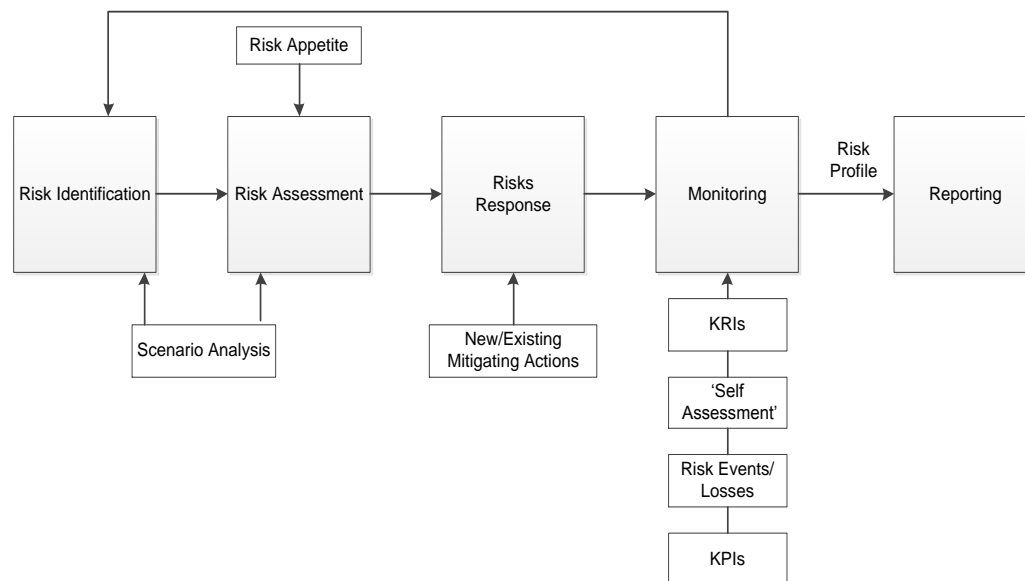 Risk Appetite
Risk Identification
Risk Assessment
Risks
Response
Monitoring
Risk
Profile
Reporting
Scenario Analysis
New/Existing
Mitigating Actions
KRIs
‘Self
Assessment’
Risk Events/
Losses
KPIs